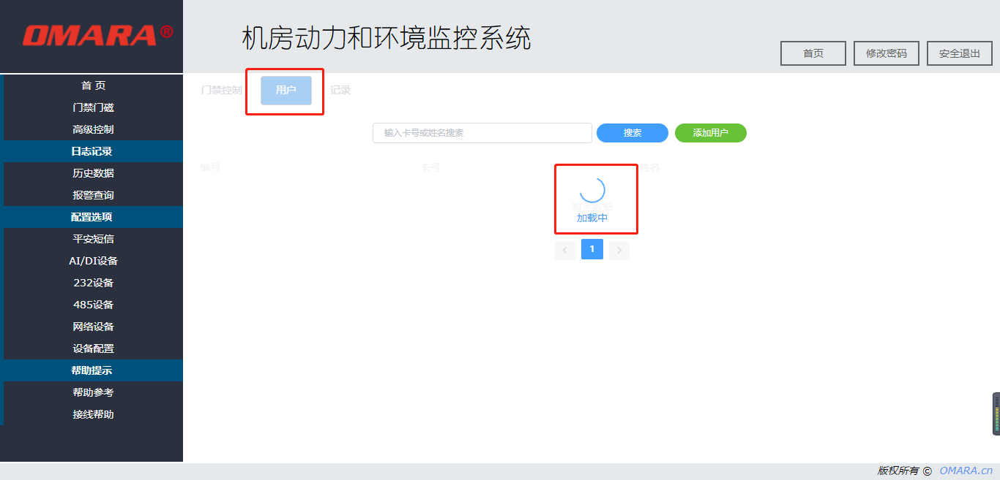 OMARA®
机房动力和环境监控系统
首页 修改密码 安全退出
首 页
门禁门磁
高级控制
日志记录
历史数据
报警查询
配置选项
平安短信
AI/DI设备
232设备
485设备
网络设备
设备配置
帮助提示
帮助参考
接线帮助
门禁控制 用户 记录
输入卡号或姓名搜索 搜索 添加用户
编号 卡号 姓名
暂无数据
加载中
1
版权所有 © OMARA.cn